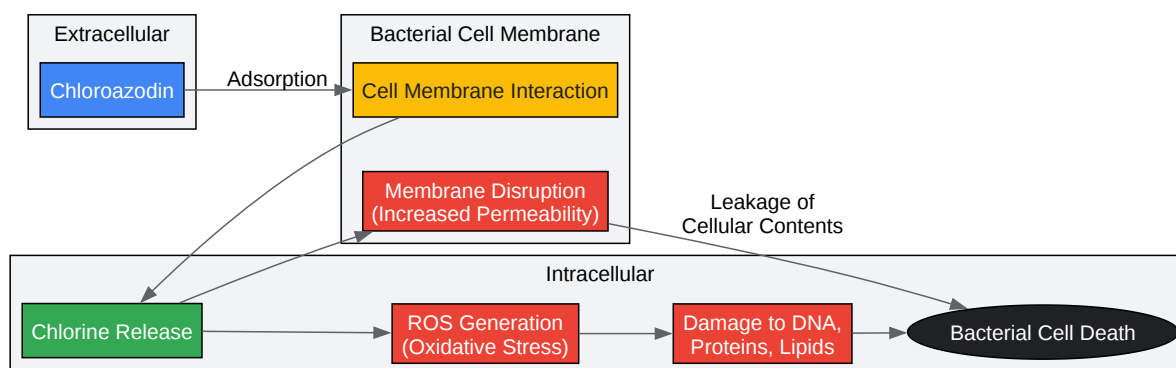 Extracellular
Bacterial Cell Membrane
Chloroazodin
Adsorption
Cell Membrane Interaction
Membrane Disruption
(Increased Permeability)
Leakage of
Cellular Contents
Intracellular
Chlorine Release
ROS Generation
(Oxidative Stress)
Damage to DNA,
Proteins, Lipids
Bacterial Cell Death